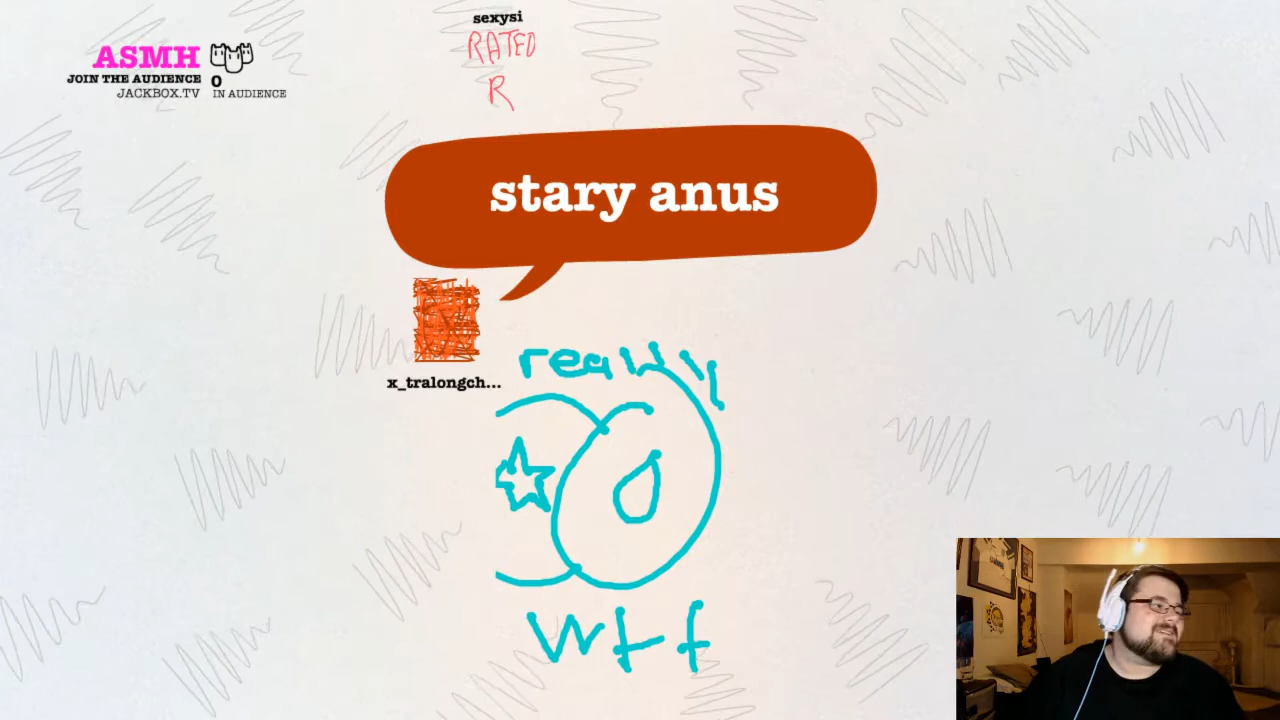 sexysi
RATED
R
ASMH
JOIN THE AUDIENCE
JACKBOX.TV
0
IN AUDIENCE
stary anus
x_tralongch...
really
wtf